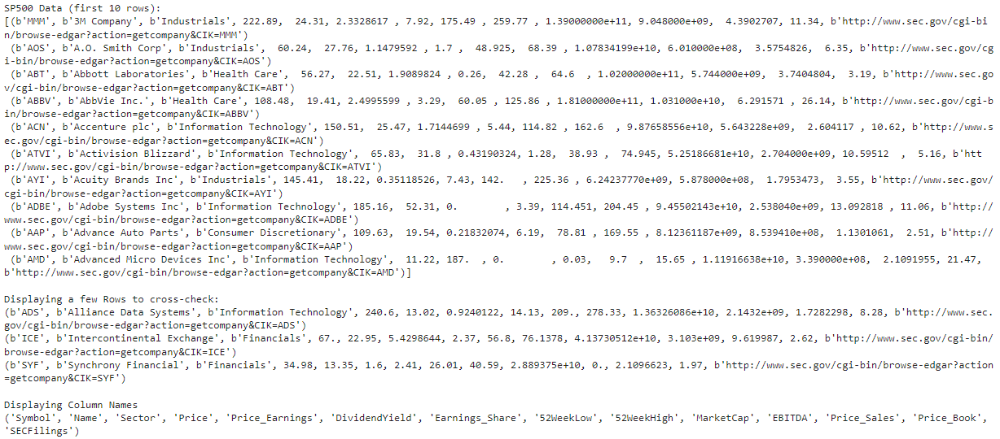 SP500 Data (first 10 rows):
[(b'MMM', b'3M Company', b'Industrials', 222.89,  24.31, 2.3328617 , 7.92, 175.49 , 259.77 , 1.39000000e+11, 9.048000e+09,  4.3902707, 11.34, b'http://www.sec.gov/cgi-bi
n/browse-edgar?action=getcompany&CIK=MMM')
 (b'AOS', b'A.O. Smith Corp', b'Industrials',  60.24,  27.76, 1.1479592 , 1.7 ,  48.925,  68.39 , 1.07834199e+10, 6.010000e+08,  3.5754826,  6.35, b'http://www.sec.gov/cg
i-bin/browse-edgar?action=getcompany&CIK=AOS')
 (b'ABT', b'Abbott Laboratories', b'Health Care',  56.27,  22.51, 1.9089824 , 0.26,  42.28 ,  64.6  , 1.02000000e+11, 5.744000e+09,  3.7404804,  3.19, b'http://www.sec.go
v/cgi-bin/browse-edgar?action=getcompany&CIK=ABT')
 (b'ABBV', b'AbbVie Inc.', b'Health Care', 108.48,  19.41, 2.4995599 , 3.29,  60.05 , 125.86 , 1.81000000e+11, 1.031000e+10,  6.291571 , 26.14, b'http://www.sec.gov/cgi-b
in/browse-edgar?action=getcompany&CIK=ABBV')
 (b'ACN', b'Accenture plc', b'Information Technology', 150.51,  25.47, 1.7144699 , 5.44, 114.82 , 162.6  , 9.87658556e+10, 5.643228e+09,  2.604117 , 10.62, b'http://www.s
ec.gov/cgi-bin/browse-edgar?action=getcompany&CIK=ACN')
 (b'ATVI', b'Activision Blizzard', b'Information Technology',  65.83,  31.8 , 0.43190324, 1.28,  38.93 ,  74.945, 5.25186681e+10, 2.704000e+09, 10.59512  ,  5.16, b'htt
p://www.sec.gov/cgi-bin/browse-edgar?action=getcompany&CIK=ATVI')
 (b'AYI', b'Acuity Brands Inc', b'Industrials', 145.41,  18.22, 0.35118526, 7.43, 142.   , 225.36 , 6.24237770e+09, 5.878000e+08,  1.7953473,  3.55, b'http://www.sec.gov/
cgi-bin/browse-edgar?action=getcompany&CIK=AYI')
 (b'ADBE', b'Adobe Systems Inc', b'Information Technology', 185.16,  52.31, 0.        , 3.39, 114.451, 204.45 , 9.45502143e+10, 2.538040e+09, 13.092818 , 11.06, b'http://
www.sec.gov/cgi-bin/browse-edgar?action=getcompany&CIK=ADBE')
 (b'AAP', b'Advance Auto Parts', b'Consumer Discretionary', 109.63,  19.54, 0.21832074, 6.19,  78.81 , 169.55 , 8.12361187e+09, 8.539410e+08,  1.1301061,  2.51, b'http://
www.sec.gov/cgi-bin/browse-edgar?action=getcompany&CIK=AAP')
 (b'AMD', b'Advanced Micro Devices Inc', b'Information Technology',  11.22, 187.  , 0.        , 0.03,   9.7  ,  15.65 , 1.11916638e+10, 3.390000e+08,  2.1091955, 21.47,
b'http://www.sec.gov/cgi-bin/browse-edgar?action=getcompany&CIK=AMD')]

Displaying a few Rows to cross-check:
(b'ADS', b'Alliance Data Systems', b'Information Technology', 240.6, 13.02, 0.9240122, 14.13, 209., 278.33, 1.36326086e+10, 2.1432e+09, 1.7282298, 8.28, b'http://www.sec.
gov/cgi-bin/browse-edgar?action=getcompany&CIK=ADS')
(b'ICE', b'Intercontinental Exchange', b'Financials', 67., 22.95, 5.4298644, 2.37, 56.8, 76.1378, 4.13730512e+10, 3.103e+09, 9.619987, 2.62, b'http://www.sec.gov/cgi-bin/
browse-edgar?action=getcompany&CIK=ICE')
(b'SYF', b'Synchrony Financial', b'Financials', 34.98, 13.35, 1.6, 2.41, 26.01, 40.59, 2.889375e+10, 0., 2.1096623, 1.97, b'http://www.sec.gov/cgi-bin/browse-edgar?action
=getcompany&CIK=SYF')

Displaying Column Names
('Symbol', 'Name', 'Sector', 'Price', 'Price_Earnings', 'DividendYield', 'Earnings_Share', '52WeekLow', '52WeekHigh', 'MarketCap', 'EBITDA', 'Price_Sales', 'Price_Book',
'SECFilings')